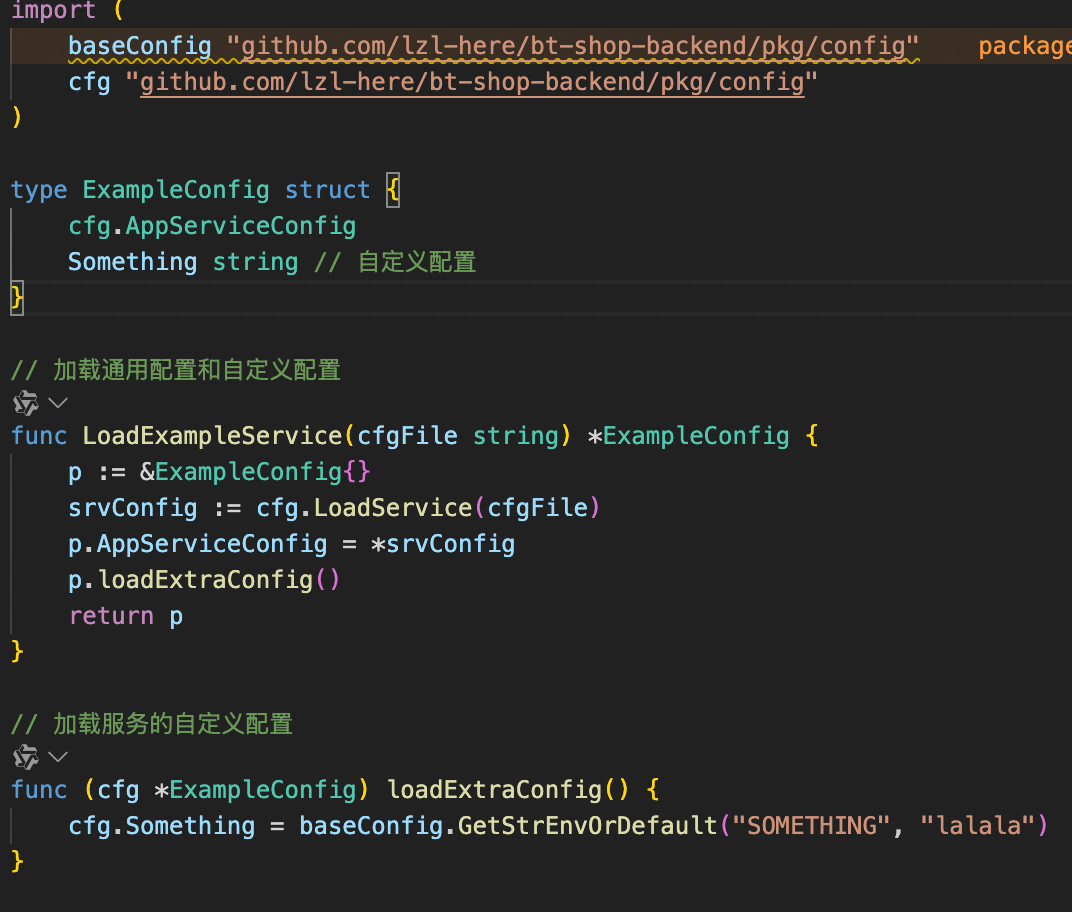 import (
    baseConfig "github.com/lzl-here/bt-shop-backend/pkg/config"    package
    cfg "github.com/lzl-here/bt-shop-backend/pkg/config"
)
type ExampleConfig struct {
    cfg.AppServiceConfig
    Something string // 自定义配置
}
// 加载通用配置和自定义配置
func LoadExampleService(cfgFile string) *ExampleConfig {
    p := &ExampleConfig{}
    srvConfig := cfg.LoadService(cfgFile)
    p.AppServiceConfig = *srvConfig
    p.loadExtraConfig()
    return p
}
// 加载服务的自定义配置
func (cfg *ExampleConfig) loadExtraConfig() {
    cfg.Something = baseConfig.GetStrEnvOrDefault("SOMETHING", "lalala")
}